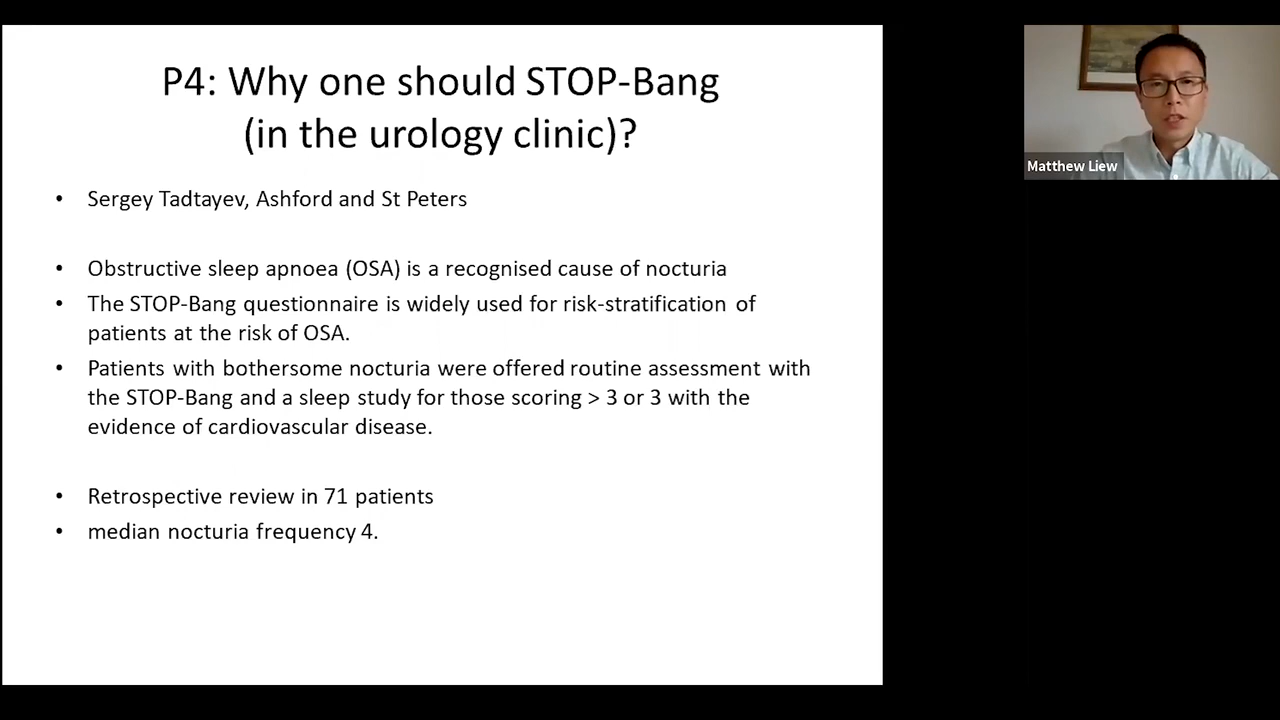 P4: Why one should STOP-Bang
(in the urology clinic)?
• Sergey Tadtayev, Ashford and St Peters
• Obstructive sleep apnoea (OSA) is a recognised cause of nocturia
• The STOP-Bang questionnaire is widely used for risk-stratification of
patients at the risk of OSA.
• Patients with bothersome nocturia were offered routine assessment with
the STOP-Bang and a sleep study for those scoring > 3 or 3 with the
evidence of cardiovascular disease.
• Retrospective review in 71 patients
• median nocturia frequency 4.
Matthew Liew